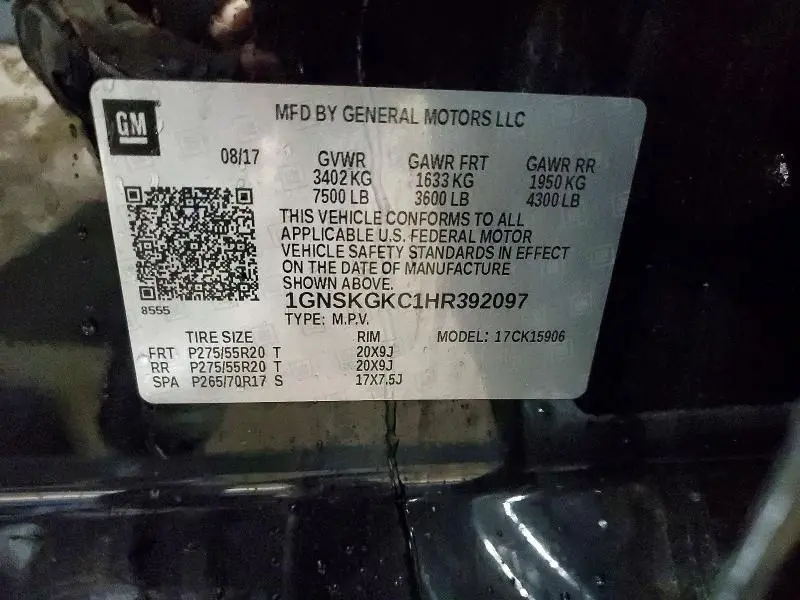 GM
MFD BY GENERAL MOTORS LLC
08/17 GVWR GAWR FRT GAWR RR
3402 KG 1633 KG 1950 KG
7500 LB 3600 LB 4300 LB
THIS VEHICLE CONFORMS TO ALL
APPLICABLE U.S. FEDERAL MOTOR
VEHICLE SAFETY STANDARDS IN EFFECT
ON THE DATE OF MANUFACTURE
SHOWN ABOVE.
8555
1GNSKGKC1HR392097
TYPE: M.P.V.
TIRE SIZE RIM MODEL: 17CK15906
FRT P275/55R20 T 20X9J
RR P275/55R20 T 20X9J
SPA P265/70R17 S 17X7.5J